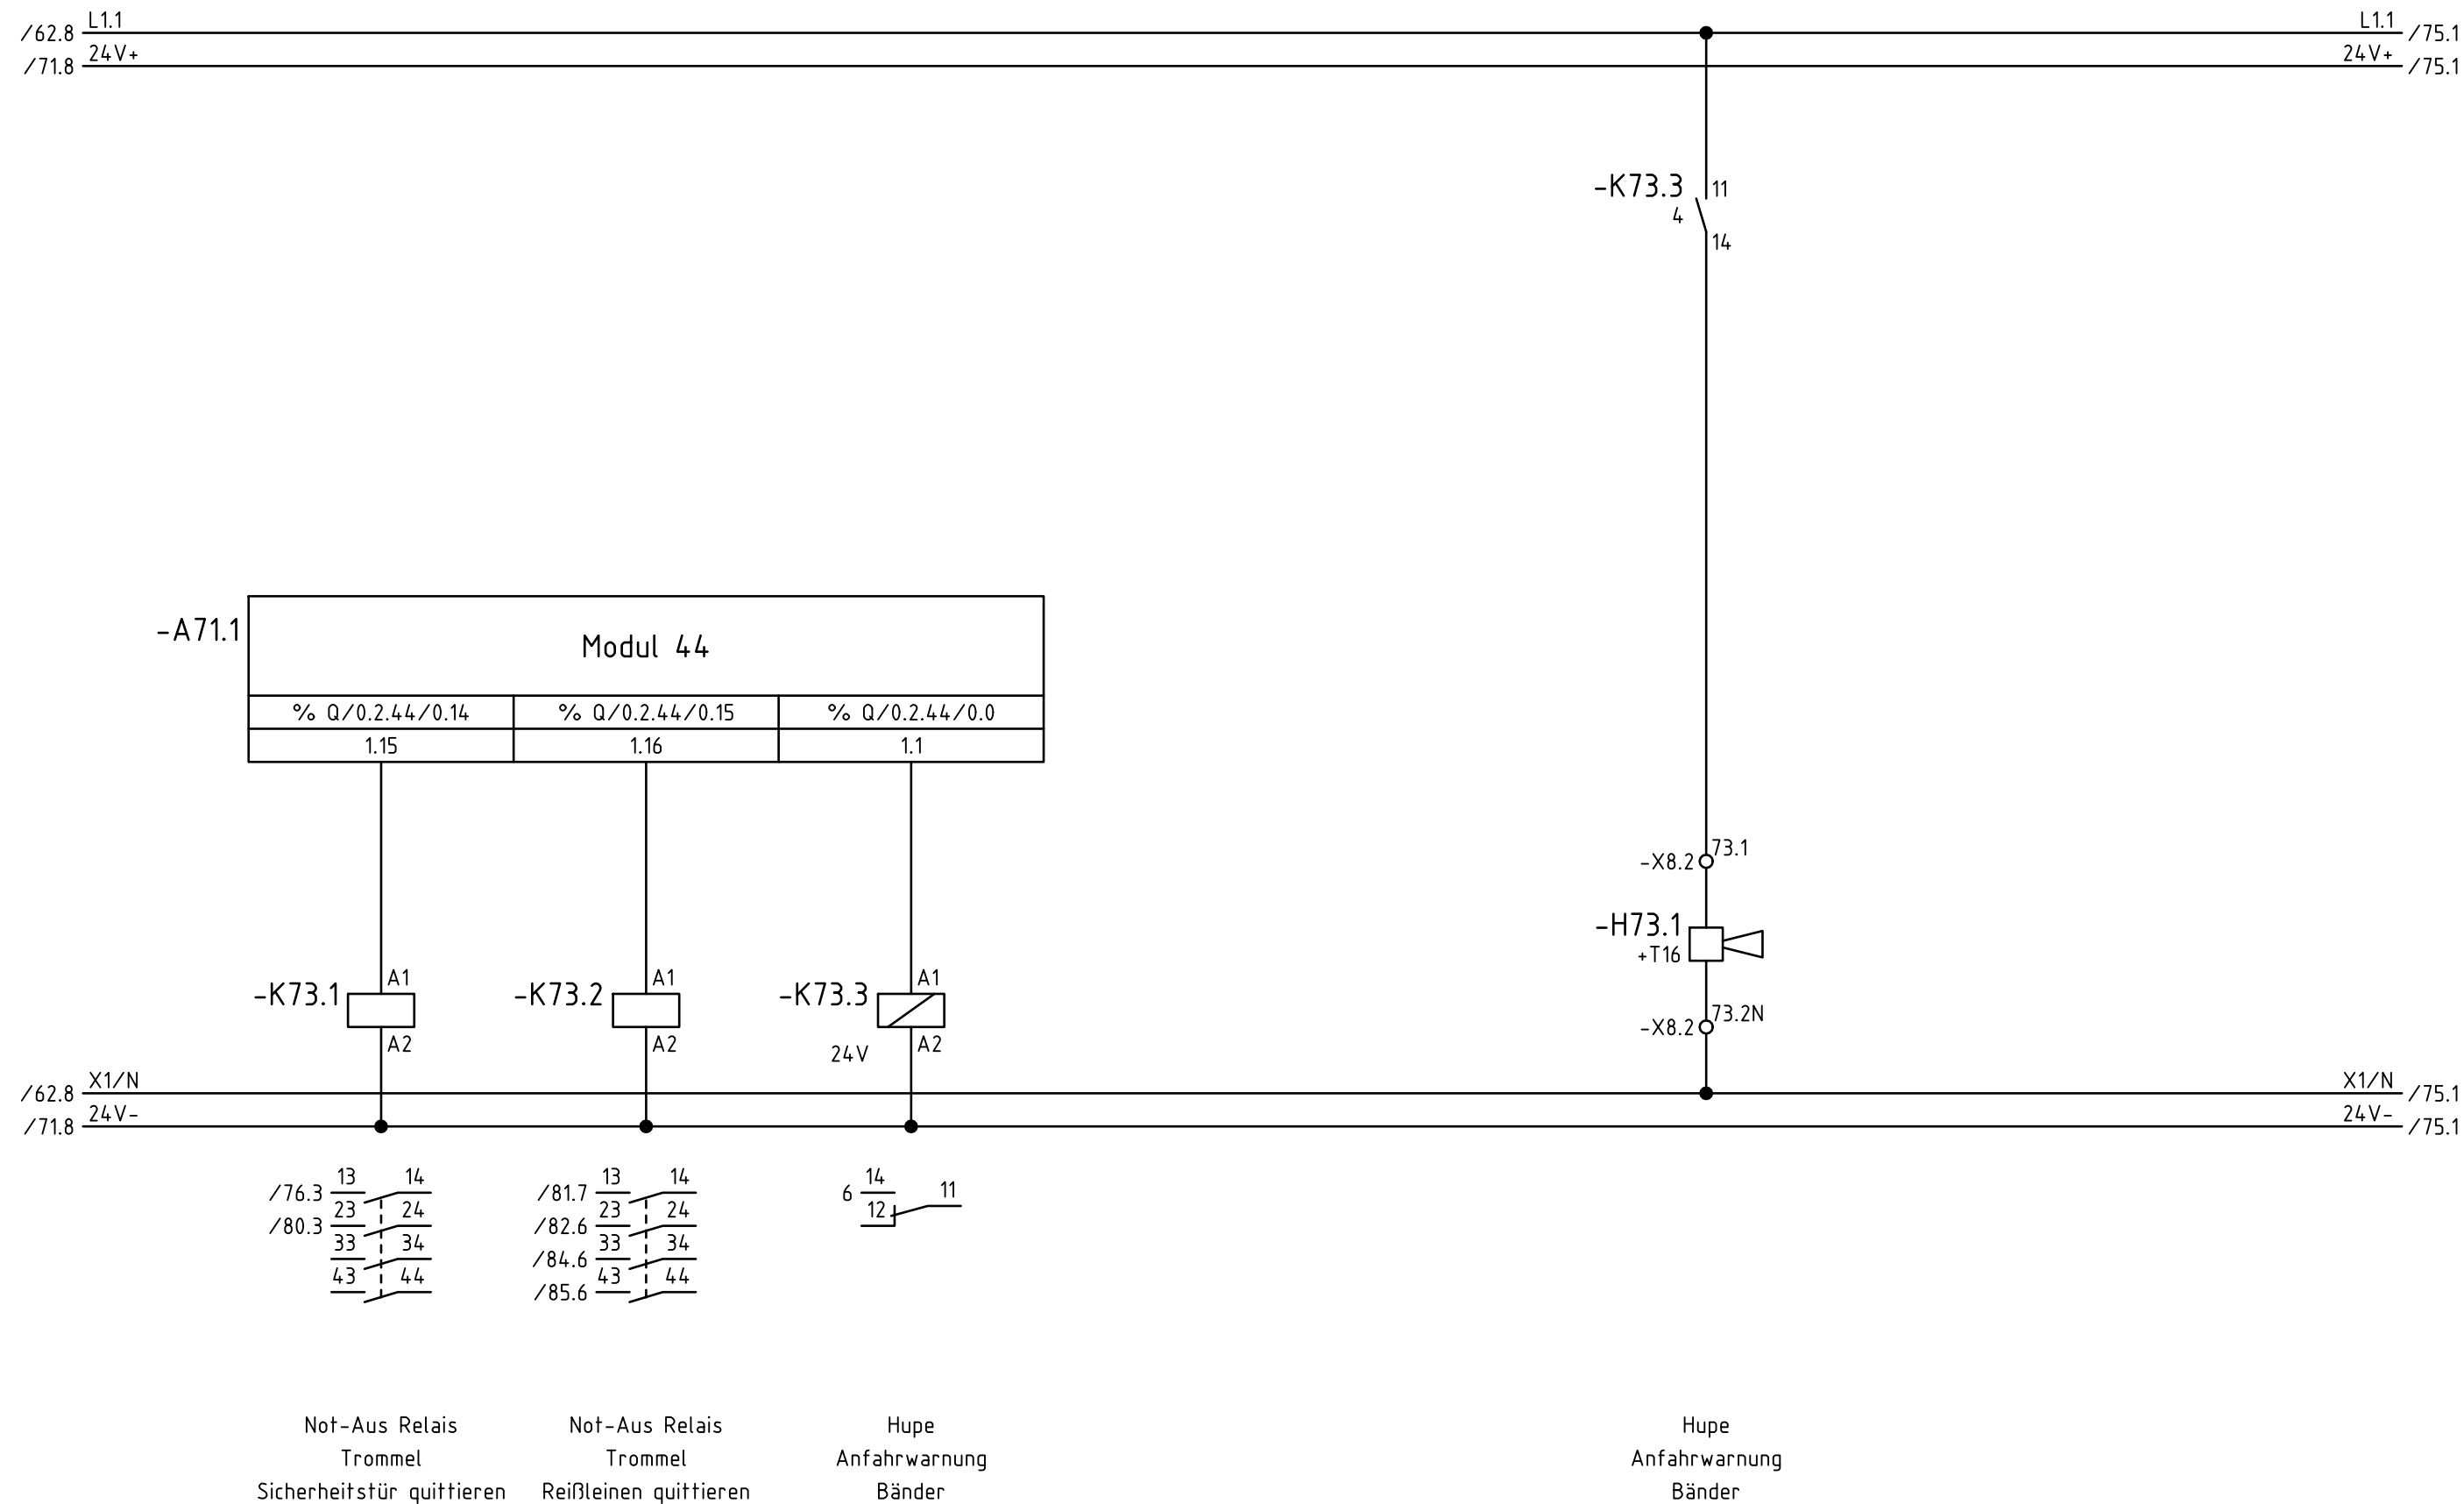 /62.8 L1.1 L1.1 /75.1
/71.8 24V+ 24V+ /75.1
-K73.3 11
4
14
-A71.1
Modul 44
% Q/0.2.44/0.14 % Q/0.2.44/0.15 % Q/0.2.44/0.0
1.15 1.16 1.1
-X8.2 73.1
-H73.1
+T16
A1 A1 A1
-K73.1 -K73.2 -K73.3
-X8.2 73.2N
A2 A2 24V A2
/62.8 X1/N X1/N /75.1
/71.8 24V- 24V- /75.1
/76.3 13 14 /81.7 13 14 6 14 11
/80.3 23 24 /82.6 23 24 12
33 34 /84.6 33 34
43 44 /85.6 43 44
Not-Aus Relais Not-Aus Relais Hupe Hupe
Trommel Trommel Anfahrwarnung Anfahrwarnung
Sicherheitstür quittieren Reißleinen quittieren Bänder Bänder